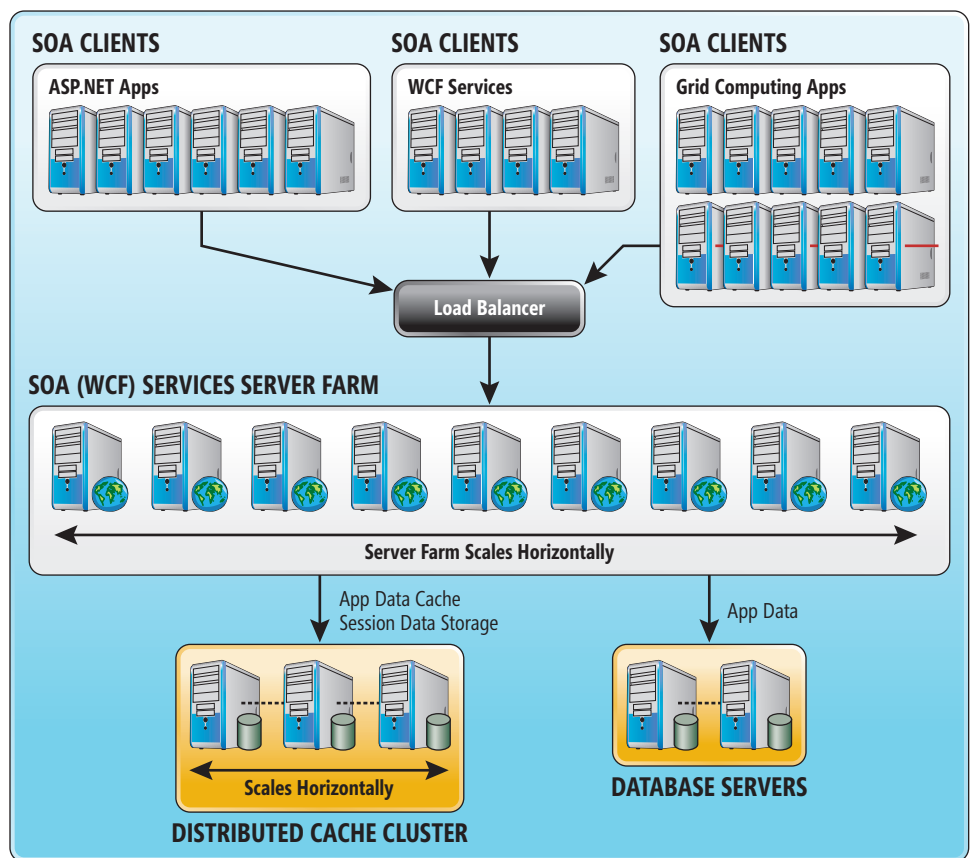 SOA CLIENTS
ASP.NET Apps
SOA CLIENTS
WCF Services
SOA CLIENTS
Grid Computing Apps
Load Balancer
SOA (WCF) SERVICES SERVER FARM
Server Farm Scales Horizontally
App Data Cache
Session Data Storage
App Data
Scales Horizontally
DISTRIBUTED CACHE CLUSTER
DATABASE SERVERS